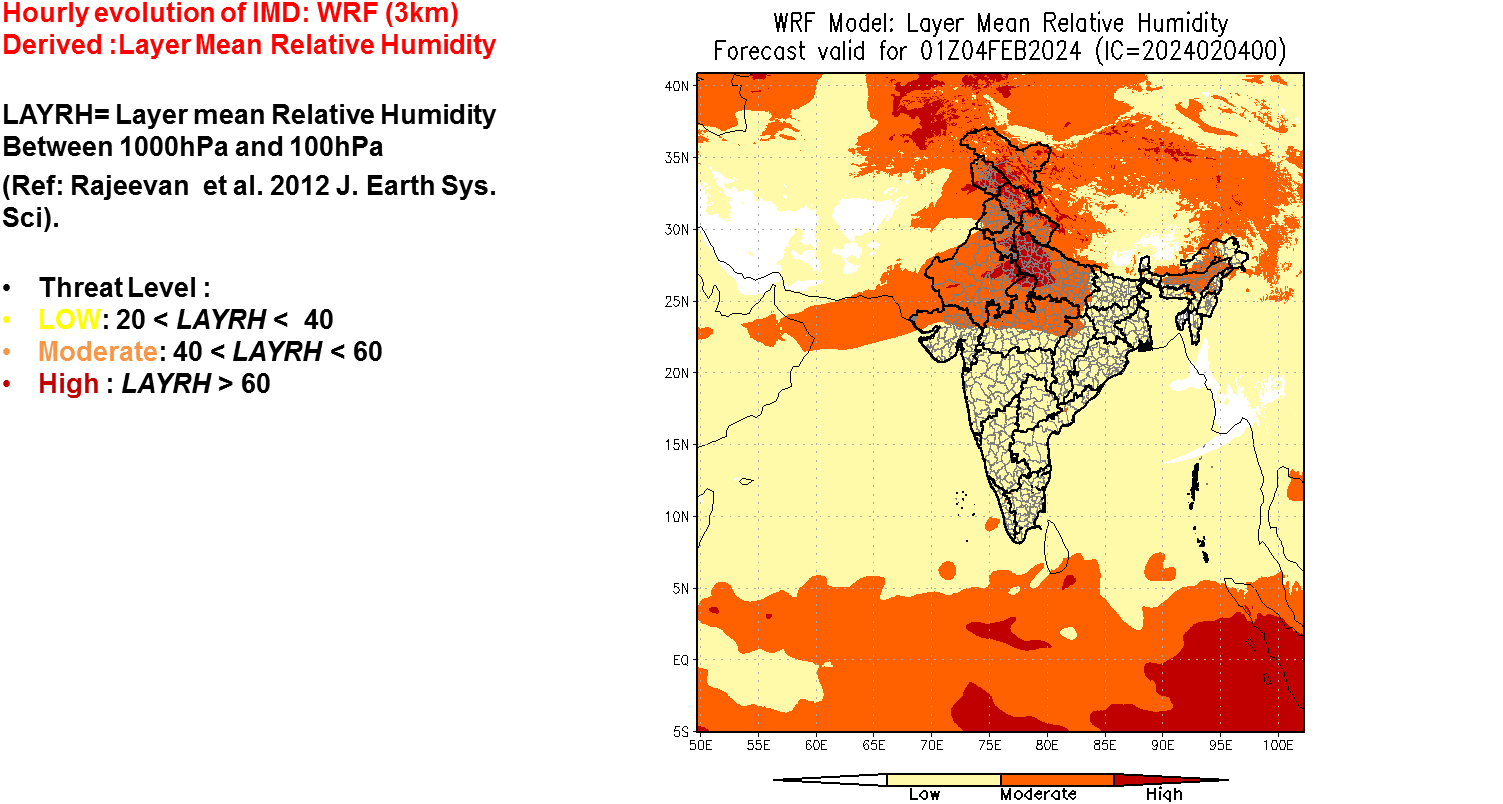 Hourly evolution of IMD: WRF (3km)
Derived :Layer Mean Relative Humidity
LAYRH= Layer mean Relative Humidity
Between 1000hPa and 100hPa
(Ref: Rajeevan et al. 2012 J. Earth Sys.
Sci).
• Threat Level :
• LOW: 20 < LAYRH < 40
• Moderate: 40 < LAYRH < 60
• High : LAYRH > 60
WRF Model: Layer Mean Relative Humidity
Forecast valid for 01Z04FEB2024 (IC=2024020400)
40N
35N
30N
25N
20N
15N
10N
5N
EQ
5S
50E 55E 60E 65E 70E 75E 80E 85E 90E 95E 100E
Low Moderate High